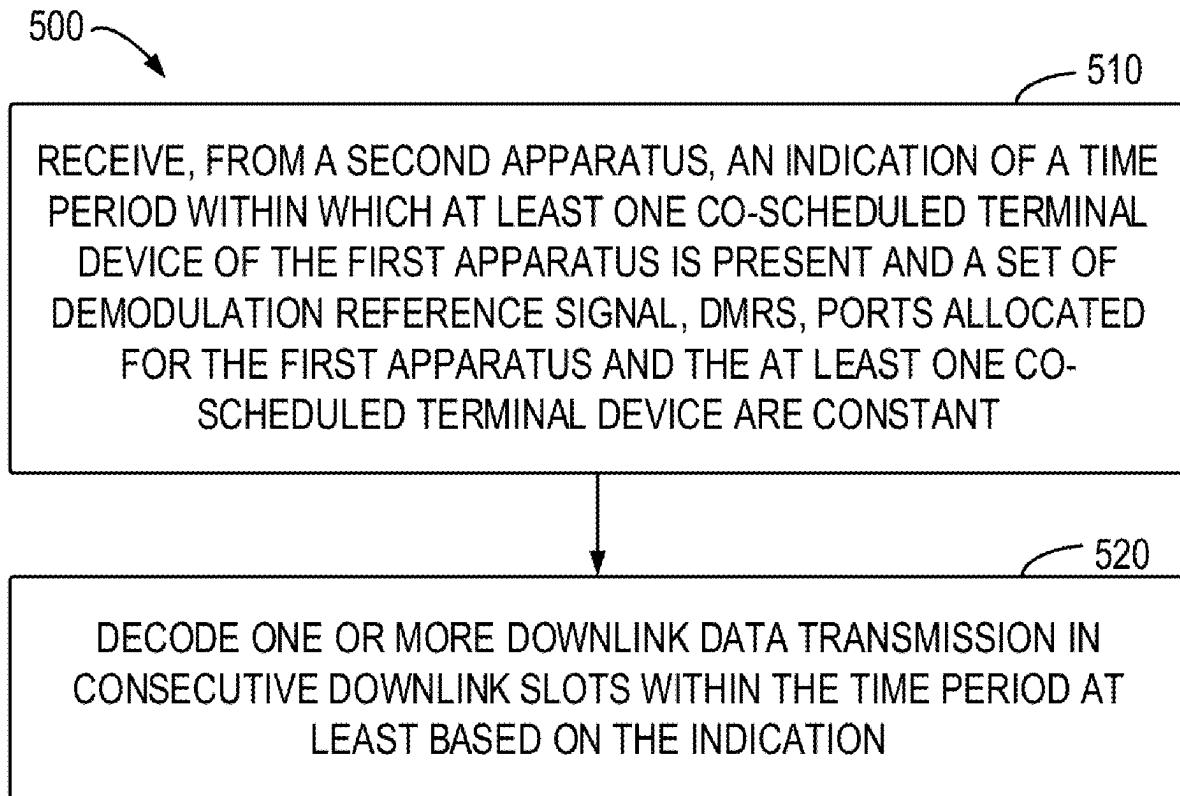 500
510
RECEIVE, FROM A SECOND APPARATUS, AN INDICATION OF A TIME
PERIOD WITHIN WHICH AT LEAST ONE CO-SCHEDULED TERMINAL
DEVICE OF THE FIRST APPARATUS IS PRESENT AND A SET OF
DEMODULATION REFERENCE SIGNAL, DMRS, PORTS ALLOCATED
FOR THE FIRST APPARATUS AND THE AT LEAST ONE CO-
SCHEDULED TERMINAL DEVICE ARE CONSTANT
520
DECODE ONE OR MORE DOWNLINK DATA TRANSMISSION IN
CONSECUTIVE DOWNLINK SLOTS WITHIN THE TIME PERIOD AT
LEAST BASED ON THE INDICATION